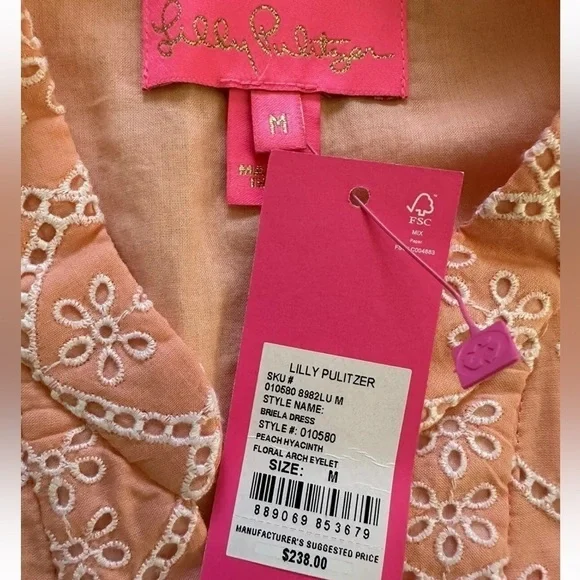 Lilly Pulitzer
M
FSC
MIX
Paper
LILLY PULITZER
SKU #
010580 8982LU M
STYLE NAME:
BRIELA DRESS
STYLE #: 010580
PEACH HYACINTH
FLORAL ARCH EYELET
SIZE: M
889069 853679
MANUFACTURER'S SUGGESTED PRICE
$238.00